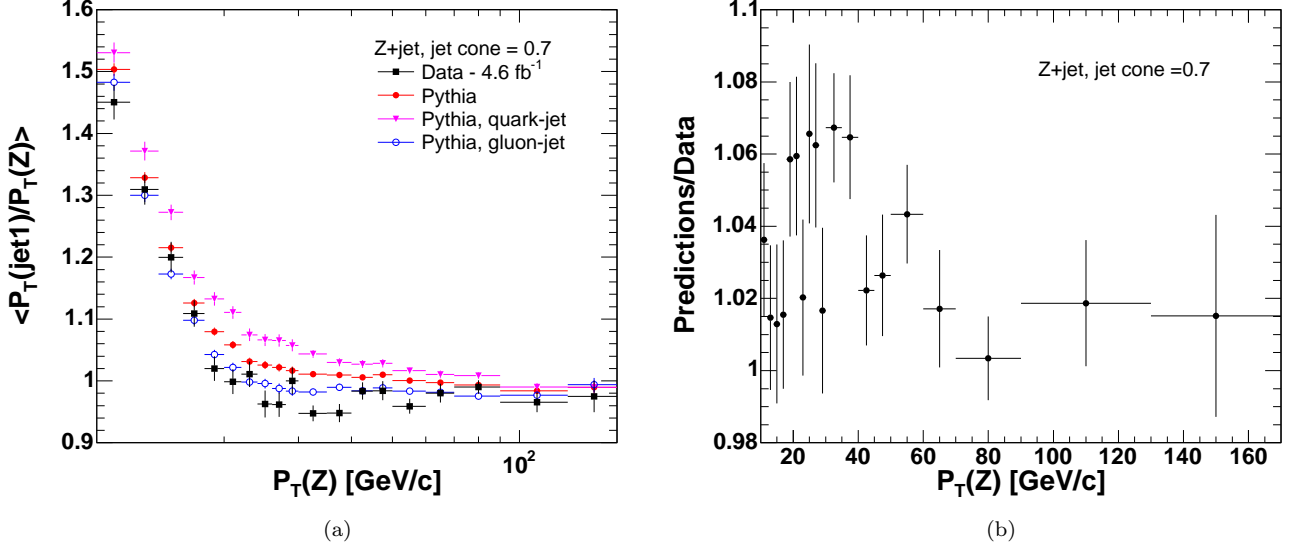 <P_T(jet1)/P_T(Z)>
1.6
1.5
1.4
1.3
1.2
1.1
1
0.9
Z+jet, jet cone = 0.7
Data - 4.6 fb⁻¹
Pythia
Pythia, quark-jet
Pythia, gluon-jet
10²
P_T(Z) [GeV/c]
(a)
Predictions/Data
1.1
1.08
1.06
1.04
1.02
1
0.98
Z+jet, jet cone =0.7
20 40 60 80 100 120 140 160
P_T(Z) [GeV/c]
(b)